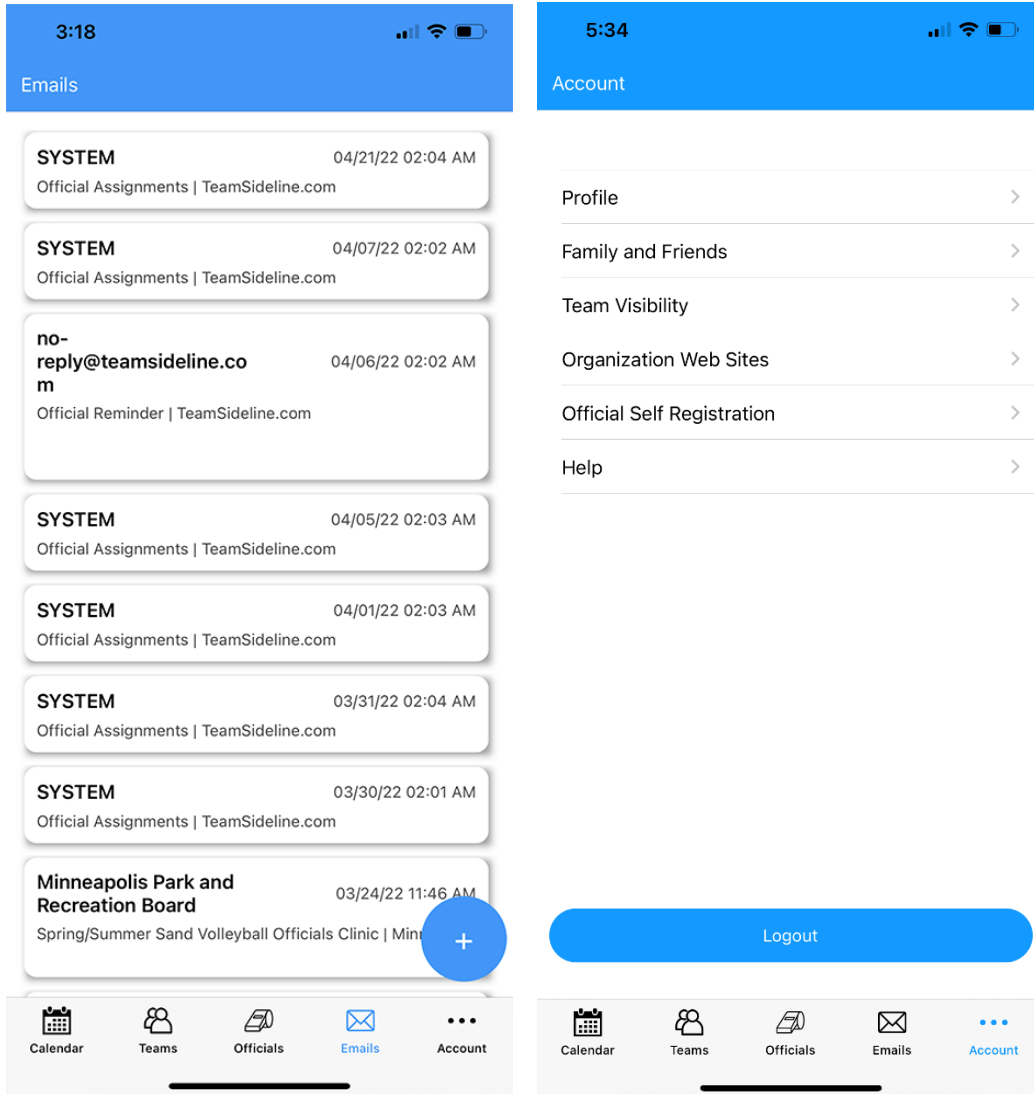 3:18
Emails
SYSTEM 04/21/22 02:04 AM
Official Assignments | TeamSideline.com
SYSTEM 04/07/22 02:02 AM
Official Assignments | TeamSideline.com
no-
reply@teamsideline.co 04/06/22 02:02 AM
m
Official Reminder | TeamSideline.com
SYSTEM 04/05/22 02:03 AM
Official Assignments | TeamSideline.com
SYSTEM 04/01/22 02:03 AM
Official Assignments | TeamSideline.com
SYSTEM 03/31/22 02:04 AM
Official Assignments | TeamSideline.com
SYSTEM 03/30/22 02:01 AM
Official Assignments | TeamSideline.com
Minneapolis Park and
Recreation Board 03/24/22 11:46 AM
Spring/Summer Sand Volleyball Officials Clinic |
+
Calendar Teams Officials Emails Account
5:34
Account
Profile
Family and Friends
Team Visibility
Organization Web Sites
Official Self Registration
Help
Logout
Calendar Teams Officials Emails Account